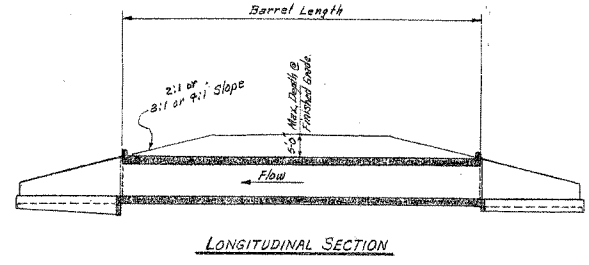 Barrel Length
2:1 or
3:1 or 4:1 Slope
5'0" Max. Depth @
Finished Grade.
Flow
LONGITUDINAL SECTION